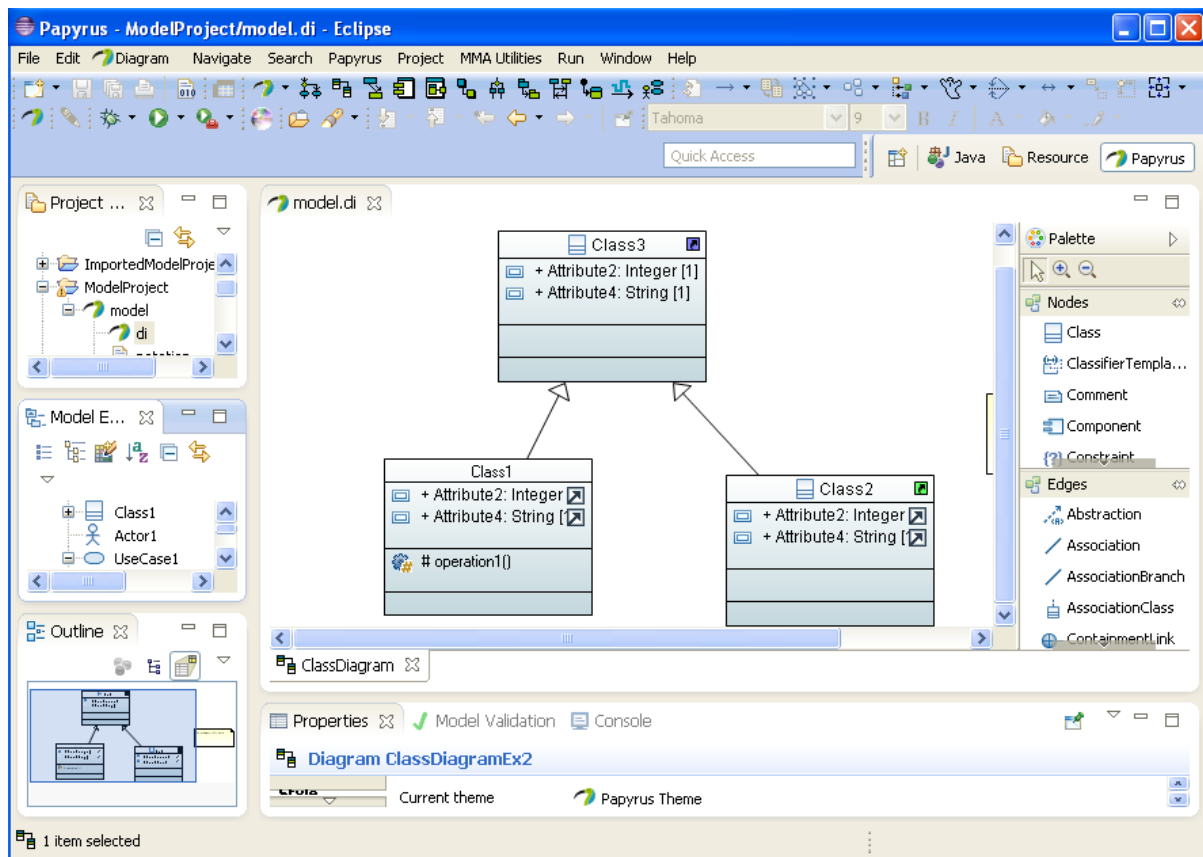 Papyrus - ModelProject/model.di - Eclipse
File Edit Diagram Navigate Search Papyrus Project MMA Utilities Run Window Help
010
Tahoma 9 B I A
Quick Access
Java Resource Papyrus
Project ...
ImportedModelProje
ModelProject
model
di
Model E...
Class1
Actor1
UseCase1
Outline
model.di
Class3
+ Attribute2: Integer [1]
+ Attribute4: String [1]
Class1
+ Attribute2: Integer
+ Attribute4: String [1
# operation1()
Class2
+ Attribute2: Integer
+ Attribute4: String [1
ClassDiagram
Palette
Nodes
Class
ClassifierTempla...
Comment
Component
{?} Constraint
Edges
Abstraction
Association
AssociationBranch
AssociationClass
ContainmentLink
Properties Model Validation Console
Diagram ClassDiagramEx2
Current theme Papyrus Theme
1 item selected